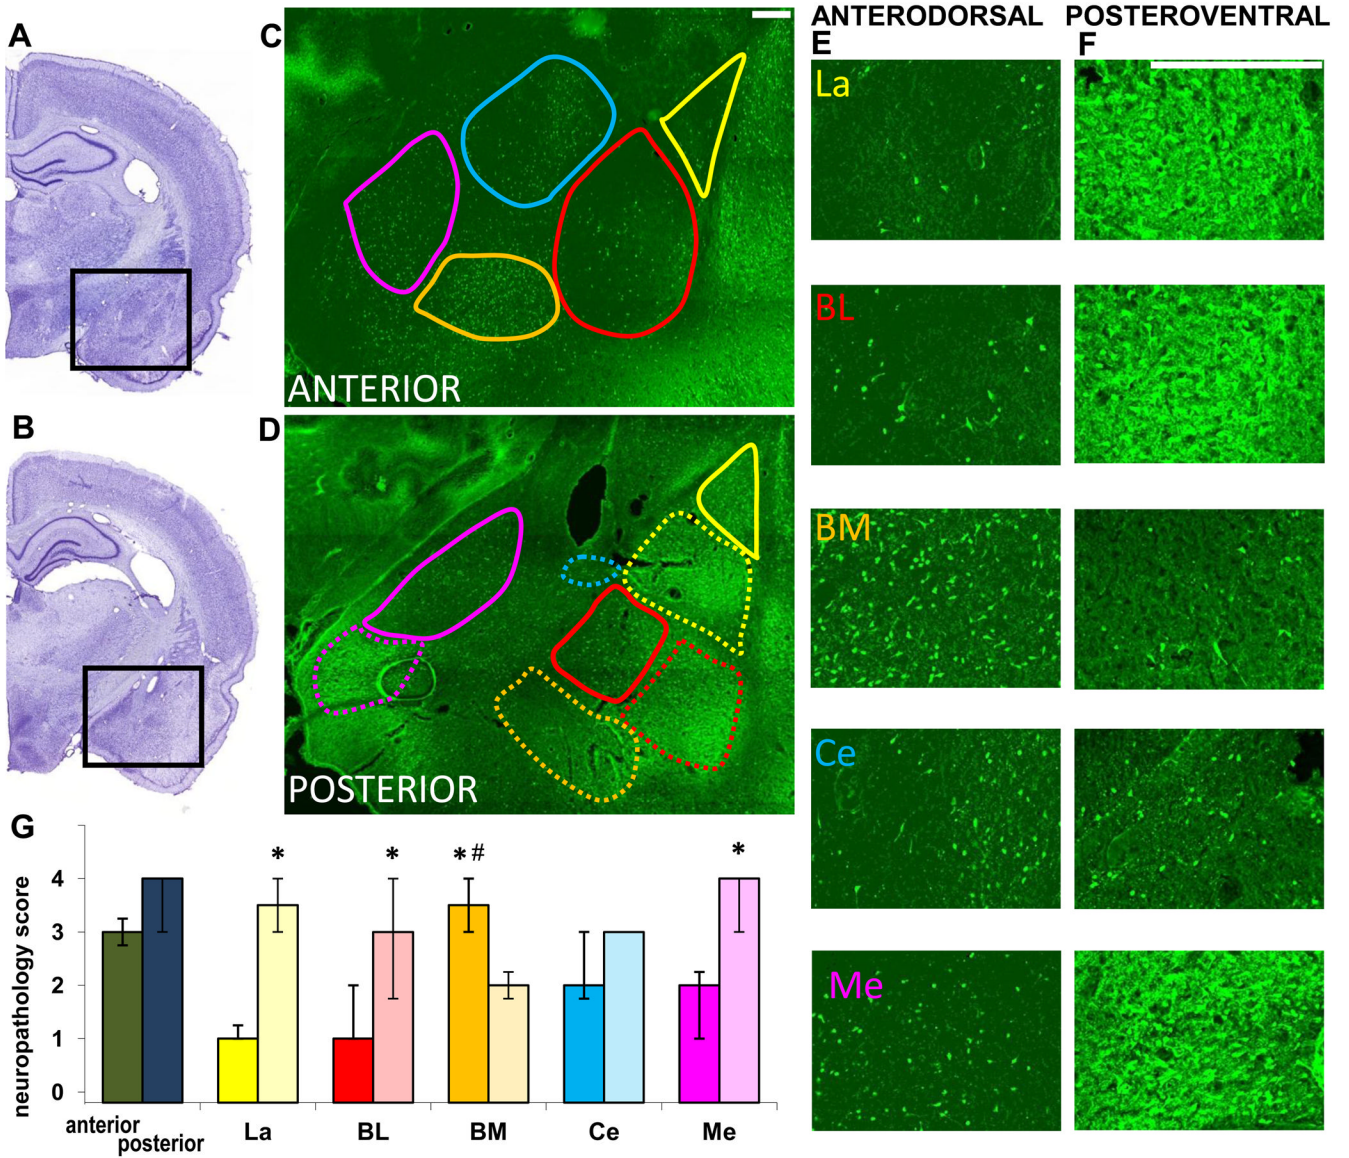 ANTERODORSAL POSTEROVENTRAL
A
C
E
F
La
BL
ANTERIOR
B
D
BM
Ce
POSTERIOR
Me
G
neuropathology score
4
3
2
1
0
* * *# *
anterior
posterior
La BL BM Ce Me